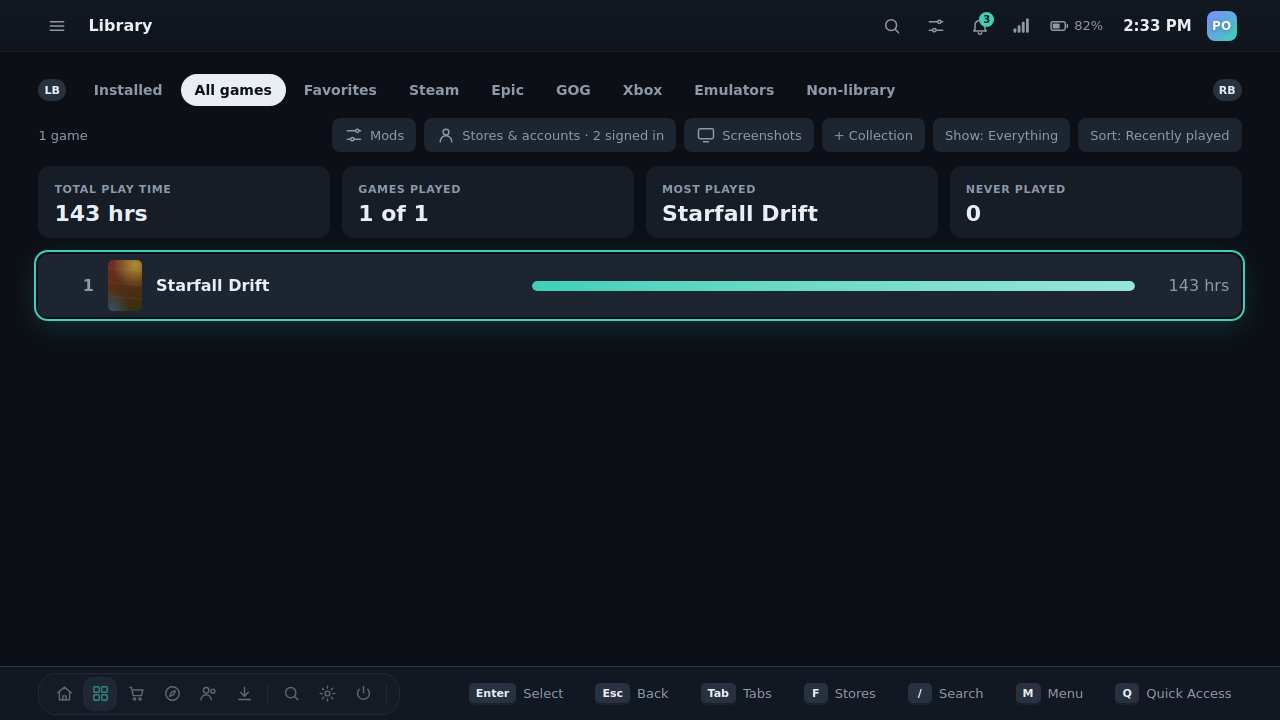 Library
3
82%
2:33 PM
PO
LB
Installed
All games
Favorites
Steam
Epic
GOG
Xbox
Emulators
Non-library
RB
1 game
Mods
Stores & accounts · 2 signed in
Screenshots
+ Collection
Show: Everything
Sort: Recently played
TOTAL PLAY TIME
143 hrs
GAMES PLAYED
1 of 1
MOST PLAYED
Starfall Drift
NEVER PLAYED
0
1
Starfall Drift
143 hrs
Enter Select
Esc Back
Tab Tabs
F Stores
/ Search
M Menu
Q Quick Access